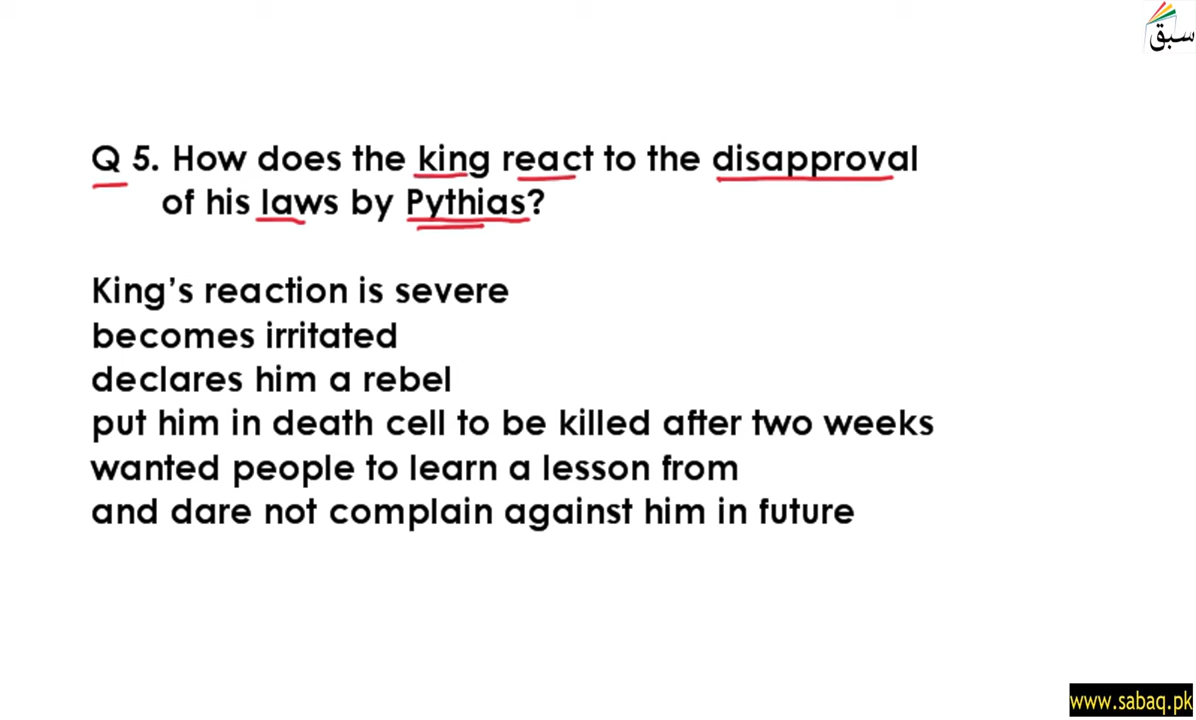 سبق
Q 5. How does the king react to the disapproval
of his laws by Pythias?
King's reaction is severe
becomes irritated
declares him a rebel
put him in death cell to be killed after two weeks
wanted people to learn a lesson from
and dare not complain against him in future
www.sabaq.pk